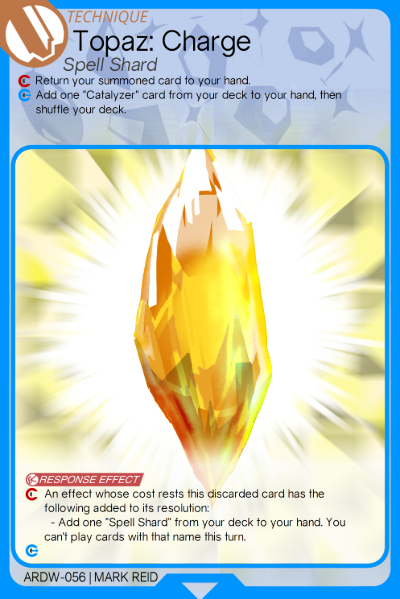 TECHNIQUE
Topaz: Charge
Spell Shard
Return your summoned card to your hand.
Add one "Catalyzer" card from your deck to your hand, then
shuffle your deck.
RESPONSE EFFECT
An effect whose cost rests this discarded card has the
following added to its resolution:
- Add one "Spell Shard" from your deck to your hand. You
can't play cards with that name this turn.
ARDW-056 | MARK REID